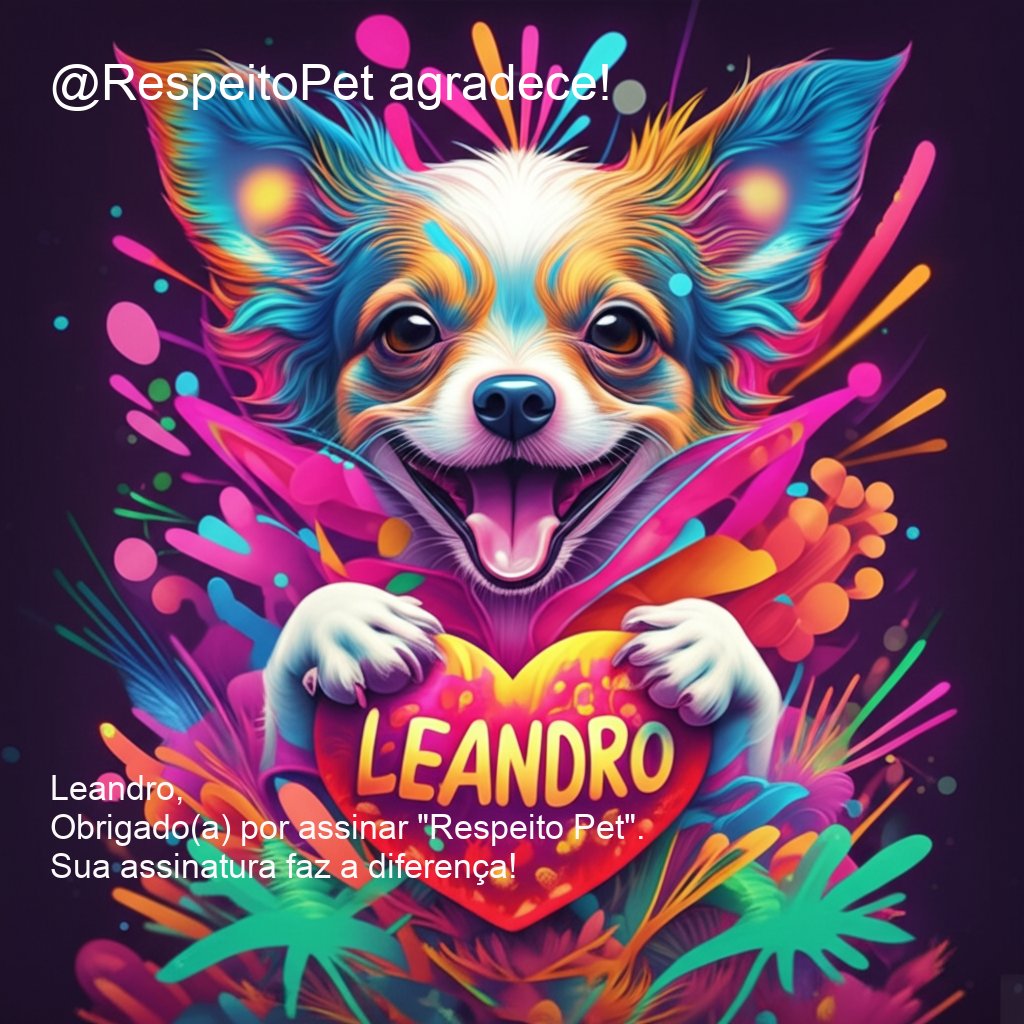 @RespeitoPet agradece!
LEANDRO
Leandro,
Obrigado(a) por assinar "Respeito Pet".
Sua assinatura faz a diferença!